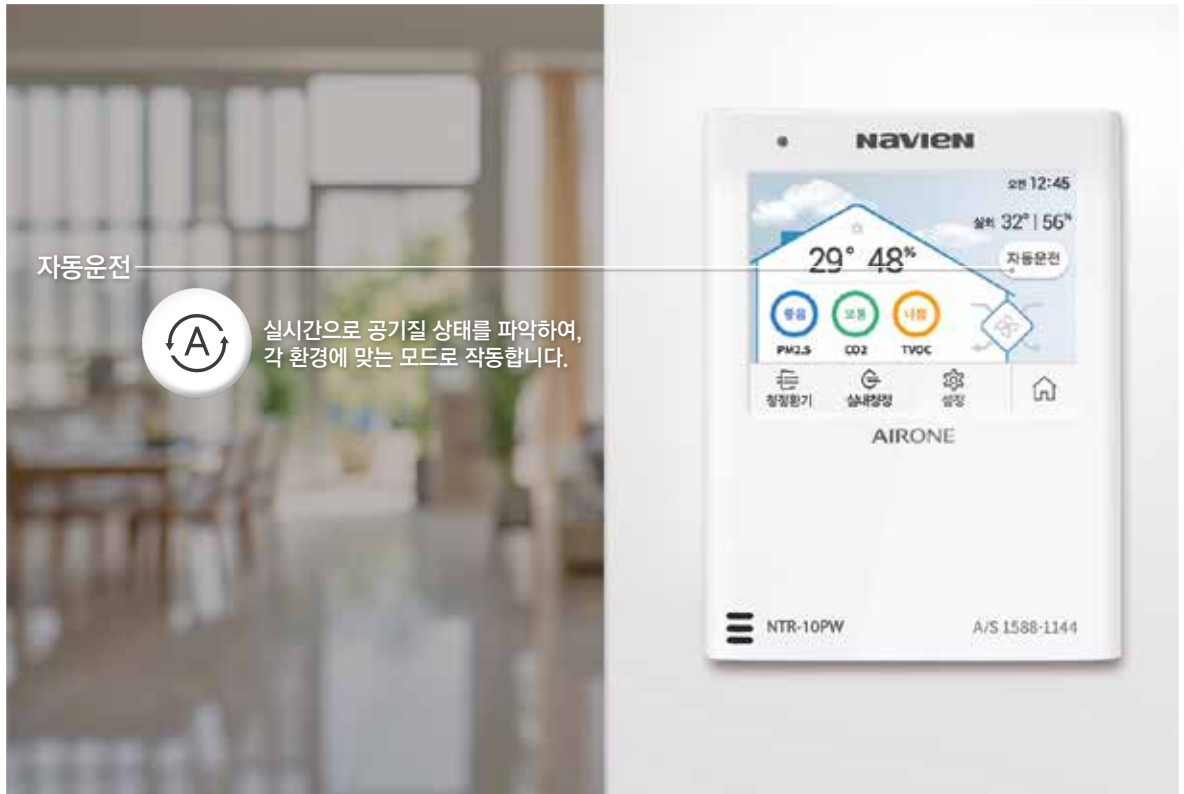 자동운전
A
실시간으로 공기질 상태를 파악하여,
각 환경에 맞는 모드로 작동합니다.
NAVIEN
오전 12:45
실외 32° | 56%
29° 48%
자동운전
좋음 보통 나쁨
PM2.5 CO2 TVOC
청정환기 실내청정 설정
AIRONE
NTR-10PW A/S 1588-1144